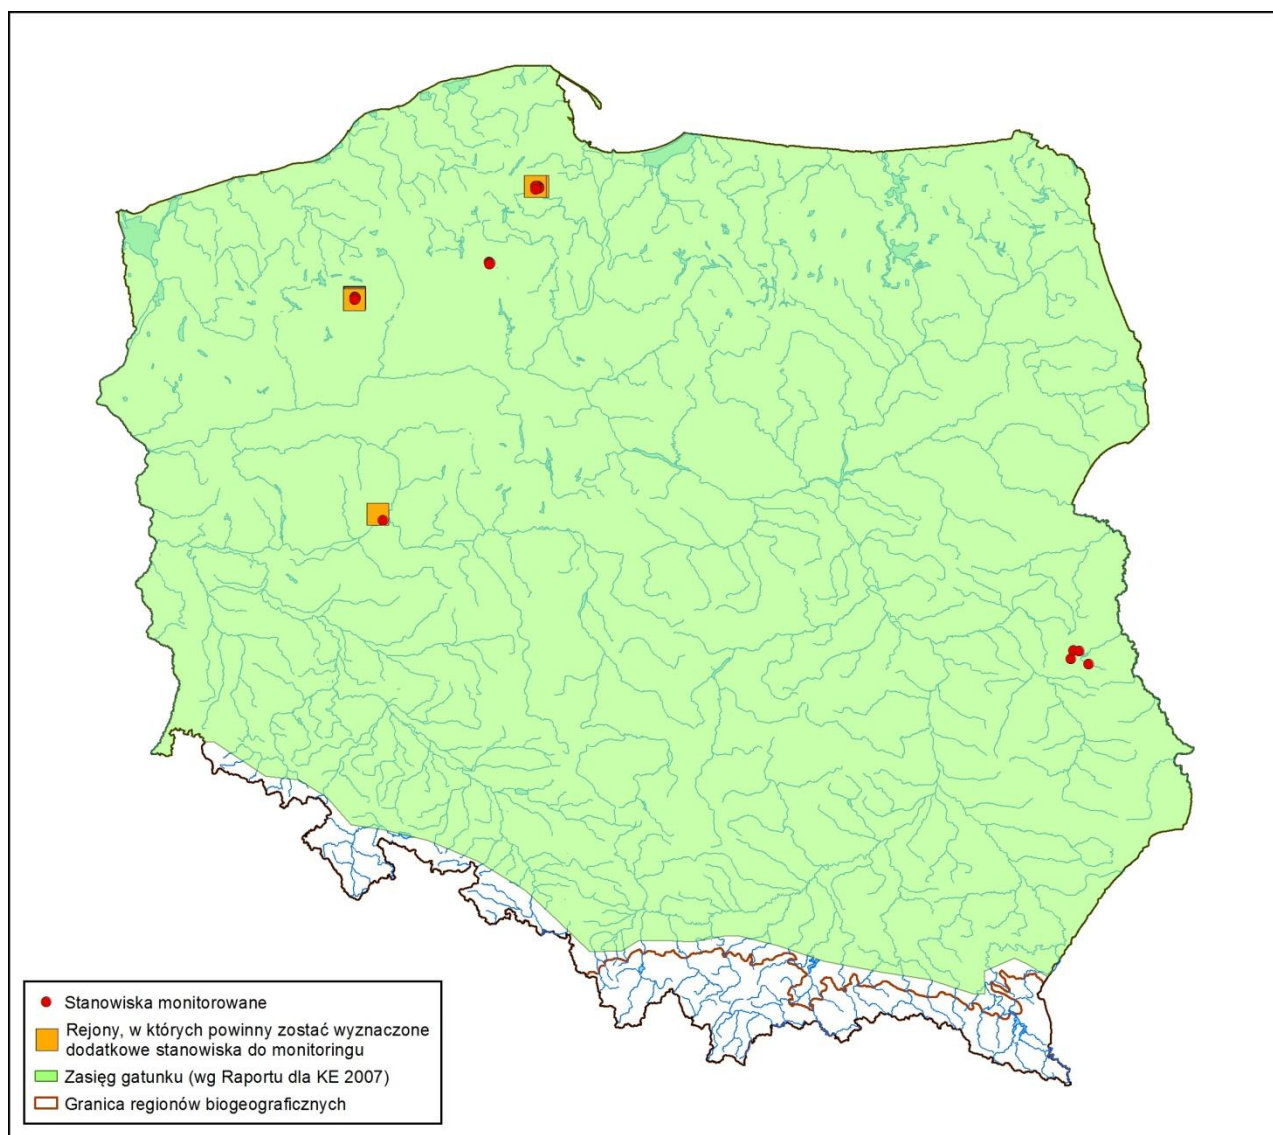 Stanowiska monitorowane
Rejony, w których powinny zostać wyznaczone
dodatkowe stanowiska do monitoringu
Zasięg gatunku (wg Raportu dla KE 2007)
Granica regionów biogeograficznych